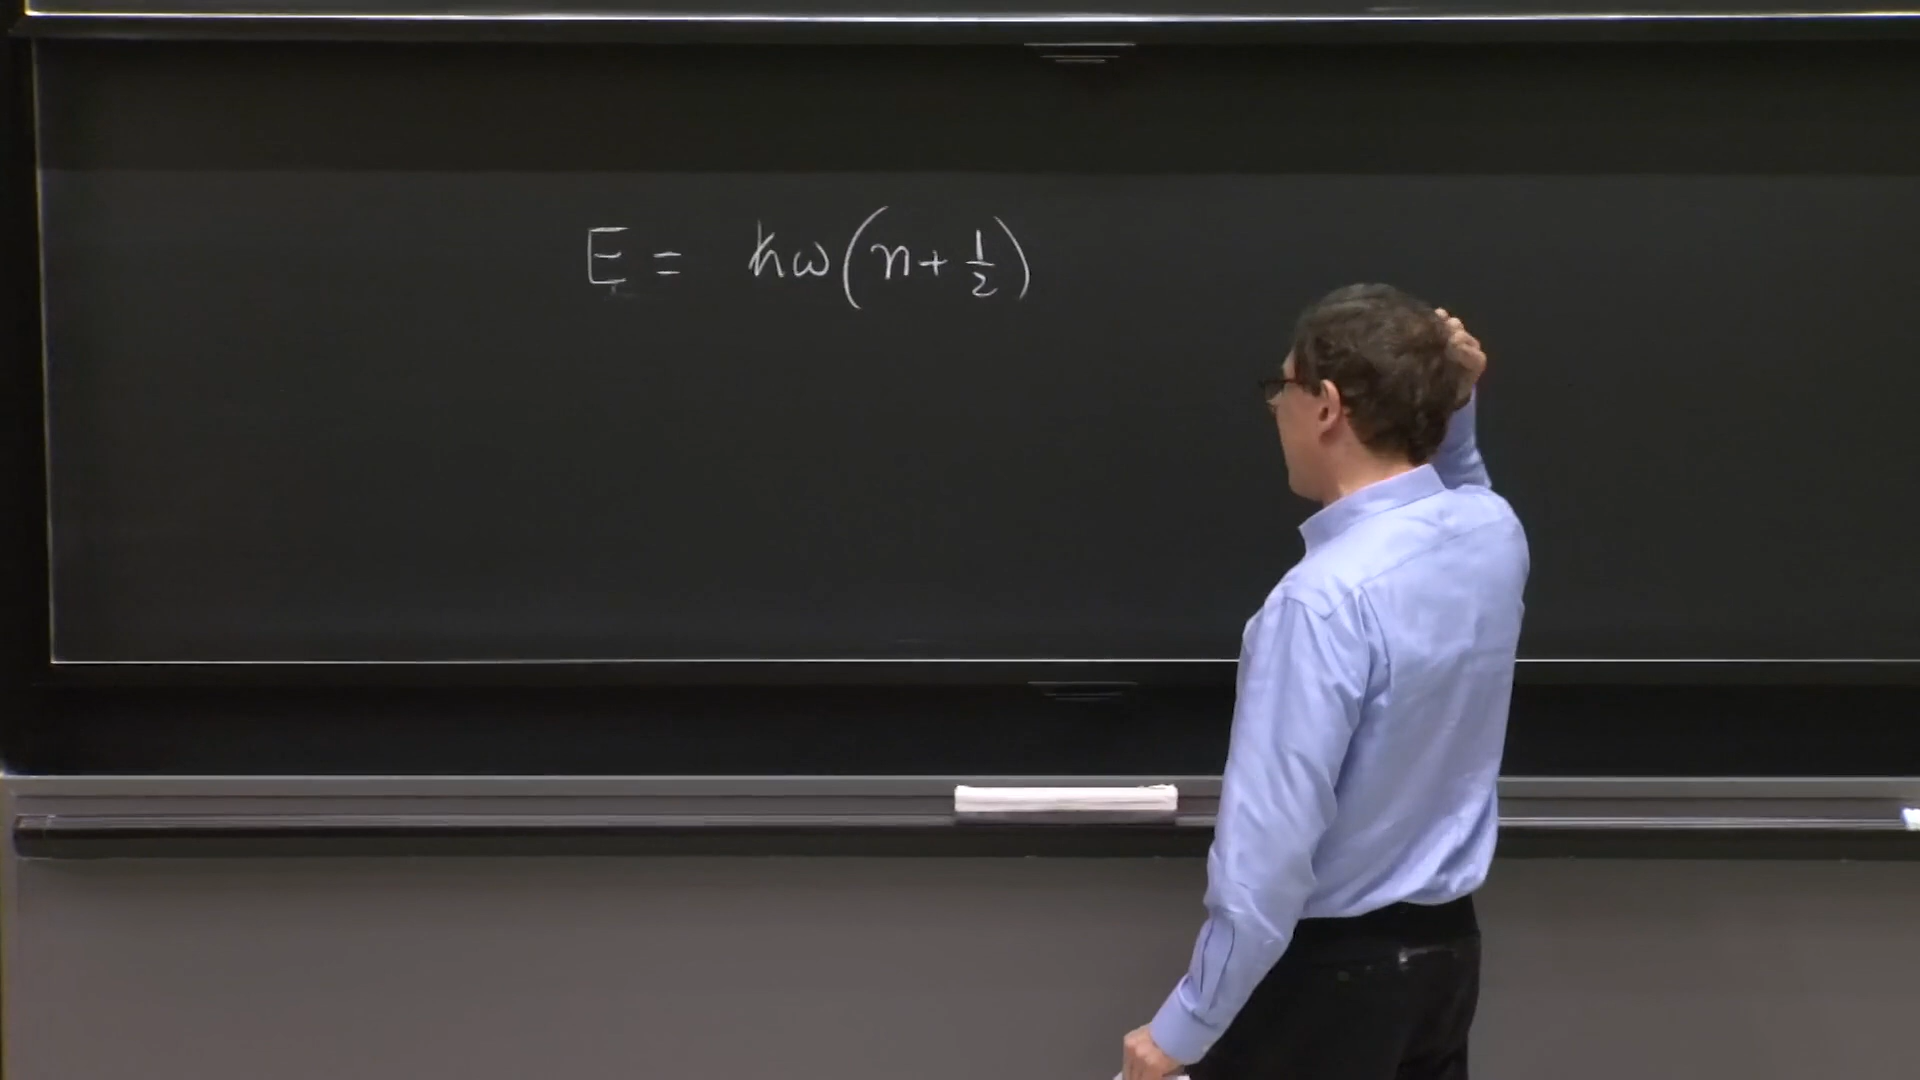 E = ħω(n + 1/2)